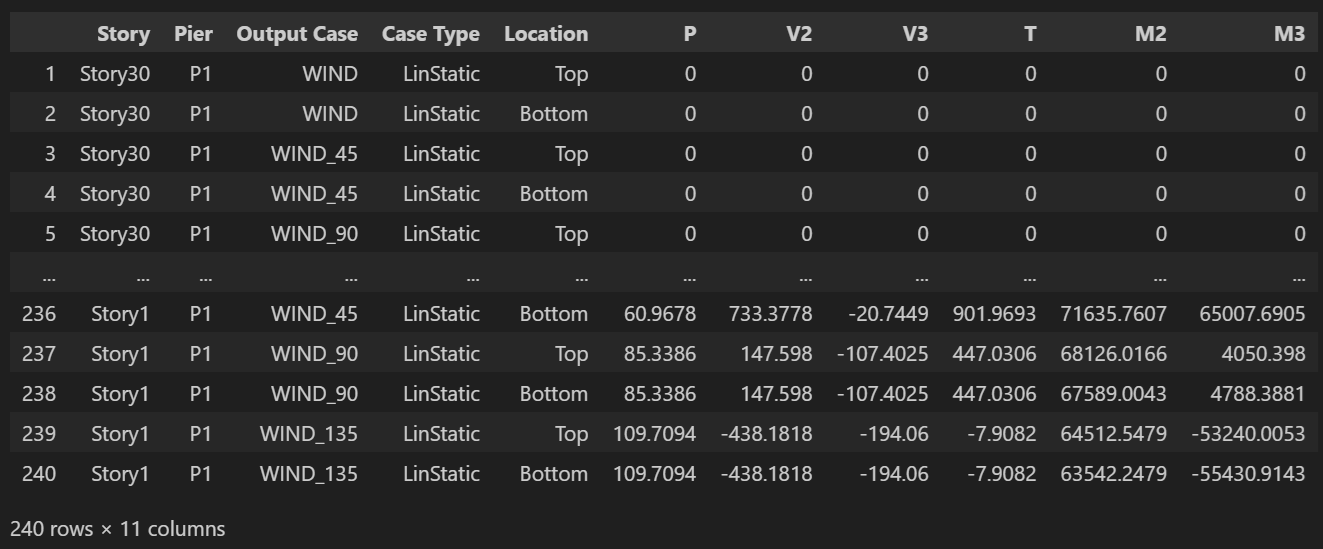 Story Pier Output Case Case Type Location P V2 V3 T M2 M3
1 Story30 P1 WIND LinStatic Top 0 0 0 0 0 0
2 Story30 P1 WIND LinStatic Bottom 0 0 0 0 0 0
3 Story30 P1 WIND_45 LinStatic Top 0 0 0 0 0 0
4 Story30 P1 WIND_45 LinStatic Bottom 0 0 0 0 0 0
5 Story30 P1 WIND_90 LinStatic Top 0 0 0 0 0 0
... ... ... ... ... ... ... ... ... ... ... ...
236 Story1 P1 WIND_45 LinStatic Bottom 60.9678 733.3778 -20.7449 901.9693 71635.7607 65007.6905
237 Story1 P1 WIND_90 LinStatic Top 85.3386 147.598 -107.4025 447.0306 68126.0166 4050.398
238 Story1 P1 WIND_90 LinStatic Bottom 85.3386 147.598 -107.4025 447.0306 67589.0043 4788.3881
239 Story1 P1 WIND_135 LinStatic Top 109.7094 -438.1818 -194.06 -7.9082 64512.5479 -53240.0053
240 Story1 P1 WIND_135 LinStatic Bottom 109.7094 -438.1818 -194.06 -7.9082 63542.2479 -55430.9143
240 rows × 11 columns